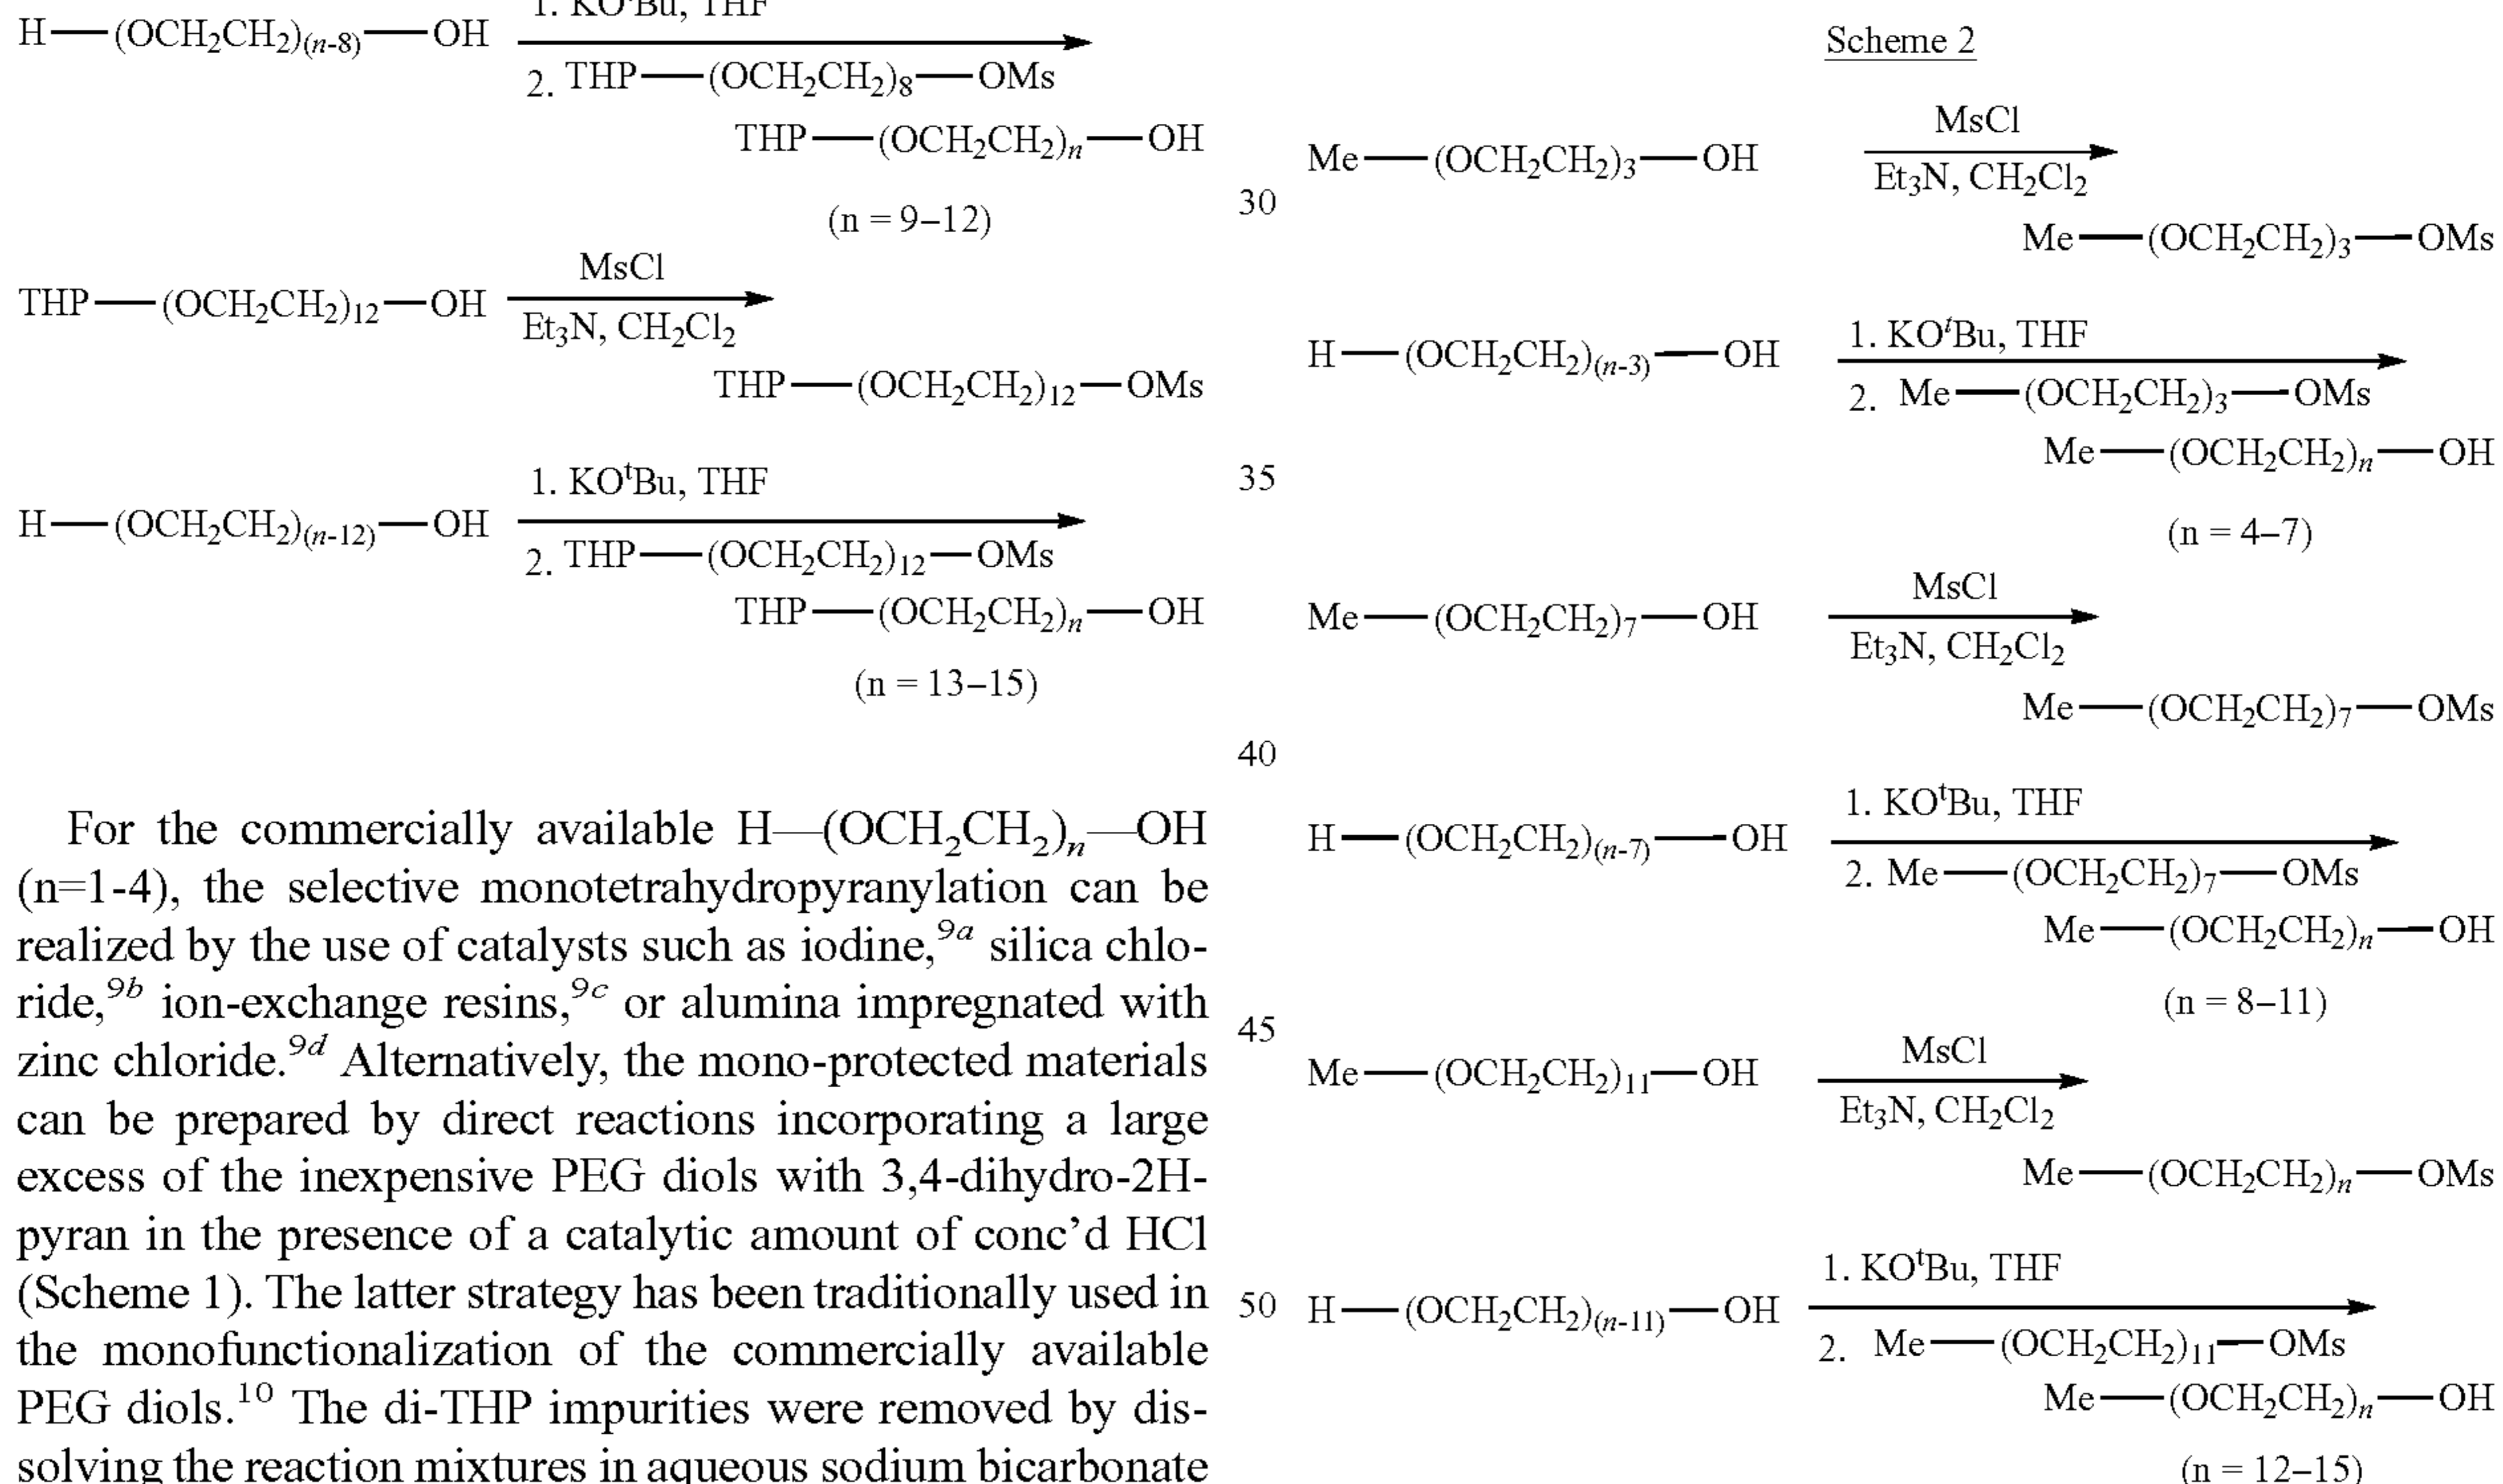 1. KOᵗBu, THF
H—(OCH₂CH₂)₍ₙ₋₈₎—OH
2. THP—(OCH₂CH₂)₈—OMs
THP—(OCH₂CH₂)ₙ—OH
(n = 9–12)
MsCl
THP—(OCH₂CH₂)₁₂—OH
Et₃N, CH₂Cl₂
THP—(OCH₂CH₂)₁₂—OMs
1. KOᵗBu, THF
H—(OCH₂CH₂)₍ₙ₋₁₂₎—OH
2. THP—(OCH₂CH₂)₁₂—OMs
THP—(OCH₂CH₂)ₙ—OH
(n = 13–15)
For the commercially available H—(OCH₂CH₂)ₙ—OH
(n=1-4), the selective monotetrahydropyranylation can be
realized by the use of catalysts such as iodine,⁹ᵃ silica chlo-
ride,⁹ᵇ ion-exchange resins,⁹ᶜ or alumina impregnated with
zinc chloride.⁹ᵈ Alternatively, the mono-protected materials
can be prepared by direct reactions incorporating a large
excess of the inexpensive PEG diols with 3,4-dihydro-2H-
pyran in the presence of a catalytic amount of conc’d HCl
(Scheme 1). The latter strategy has been traditionally used in
the monofunctionalization of the commercially available
PEG diols.¹⁰ The di-THP impurities were removed by dis-
solving the reaction mixtures in aqueous sodium bicarbonate
30
35
40
45
50
Scheme 2
MsCl
Me—(OCH₂CH₂)₃—OH
Et₃N, CH₂Cl₂
Me—(OCH₂CH₂)₃—OMs
1. KOᵗBu, THF
H—(OCH₂CH₂)₍ₙ₋₃₎—OH
2. Me—(OCH₂CH₂)₃—OMs
Me—(OCH₂CH₂)ₙ—OH
(n = 4–7)
MsCl
Me—(OCH₂CH₂)₇—OH
Et₃N, CH₂Cl₂
Me—(OCH₂CH₂)₇—OMs
1. KOᵗBu, THF
H—(OCH₂CH₂)₍ₙ₋₇₎—OH
2. Me—(OCH₂CH₂)₇—OMs
Me—(OCH₂CH₂)ₙ—OH
(n = 8–11)
MsCl
Me—(OCH₂CH₂)₁₁—OH
Et₃N, CH₂Cl₂
Me—(OCH₂CH₂)ₙ—OMs
1. KOᵗBu, THF
H—(OCH₂CH₂)₍ₙ₋₁₁₎—OH
2. Me—(OCH₂CH₂)₁₁—OMs
Me—(OCH₂CH₂)ₙ—OH
(n = 12–15)